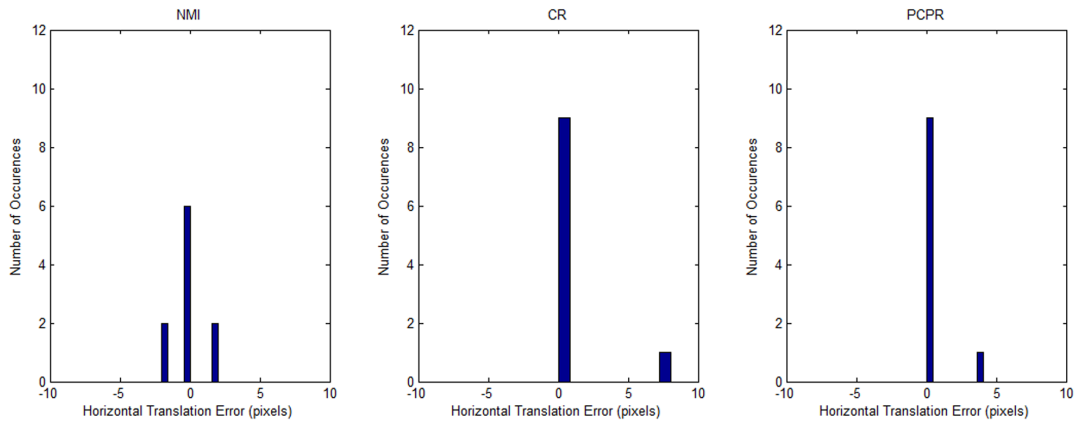 NMI
12
10
8
6
4
2
0
-10 -5 0 5 10
Number of Occurences
Horizontal Translation Error (pixels)
CR
12
10
8
6
4
2
0
-10 -5 0 5 10
Number of Occurences
Horizontal Translation Error (pixels)
PCPR
12
10
8
6
4
2
0
-10 -5 0 5 10
Number of Occurences
Horizontal Translation Error (pixels)